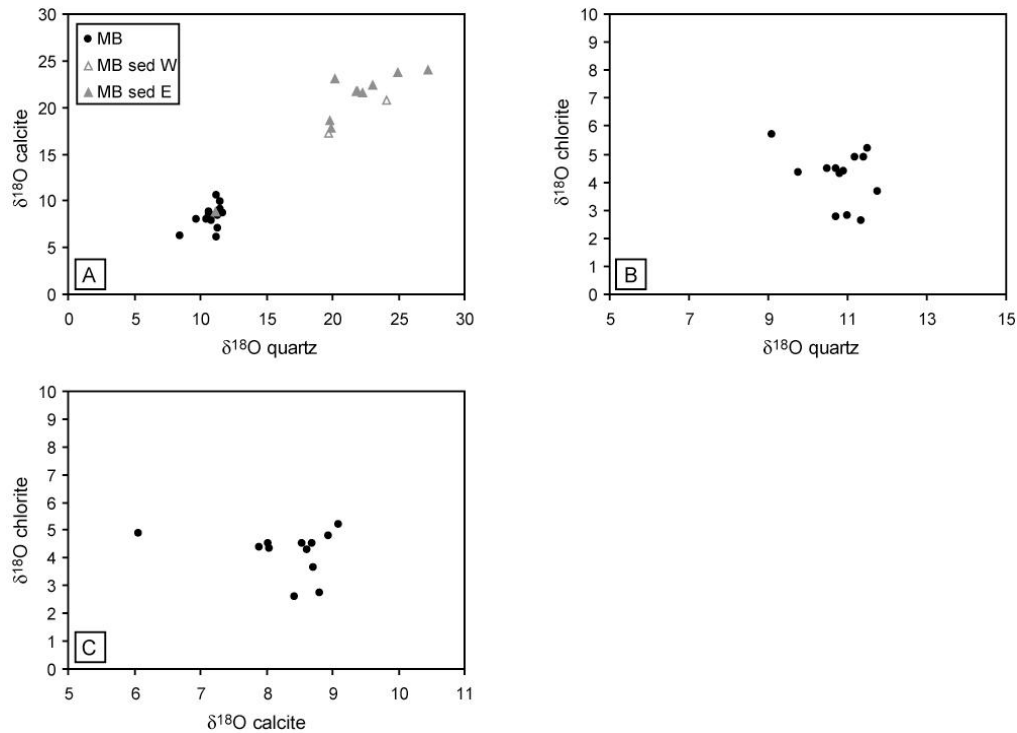 30
25
20
15
10
5
0
● MB
△ MB sed W
▲ MB sed E
δ¹⁸O calcite
A
0 5 10 15 20 25 30
δ¹⁸O quartz
10
9
8
7
6
5
4
3
2
1
0
δ¹⁸O chlorite
B
5 7 9 11 13 15
δ¹⁸O quartz
10
9
8
7
6
5
4
3
2
1
0
δ¹⁸O chlorite
C
5 6 7 8 9 10 11
δ¹⁸O calcite